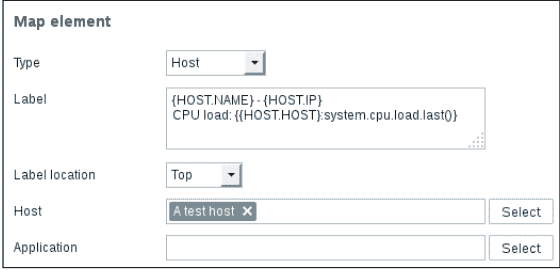 Map element
Type
Host
Label
{HOST.NAME} - {HOST.IP}
CPU load: {{HOST.HOST}:system.cpu.load.last()}
Label location
Top
Host
A test host ×
Select
Application
Select